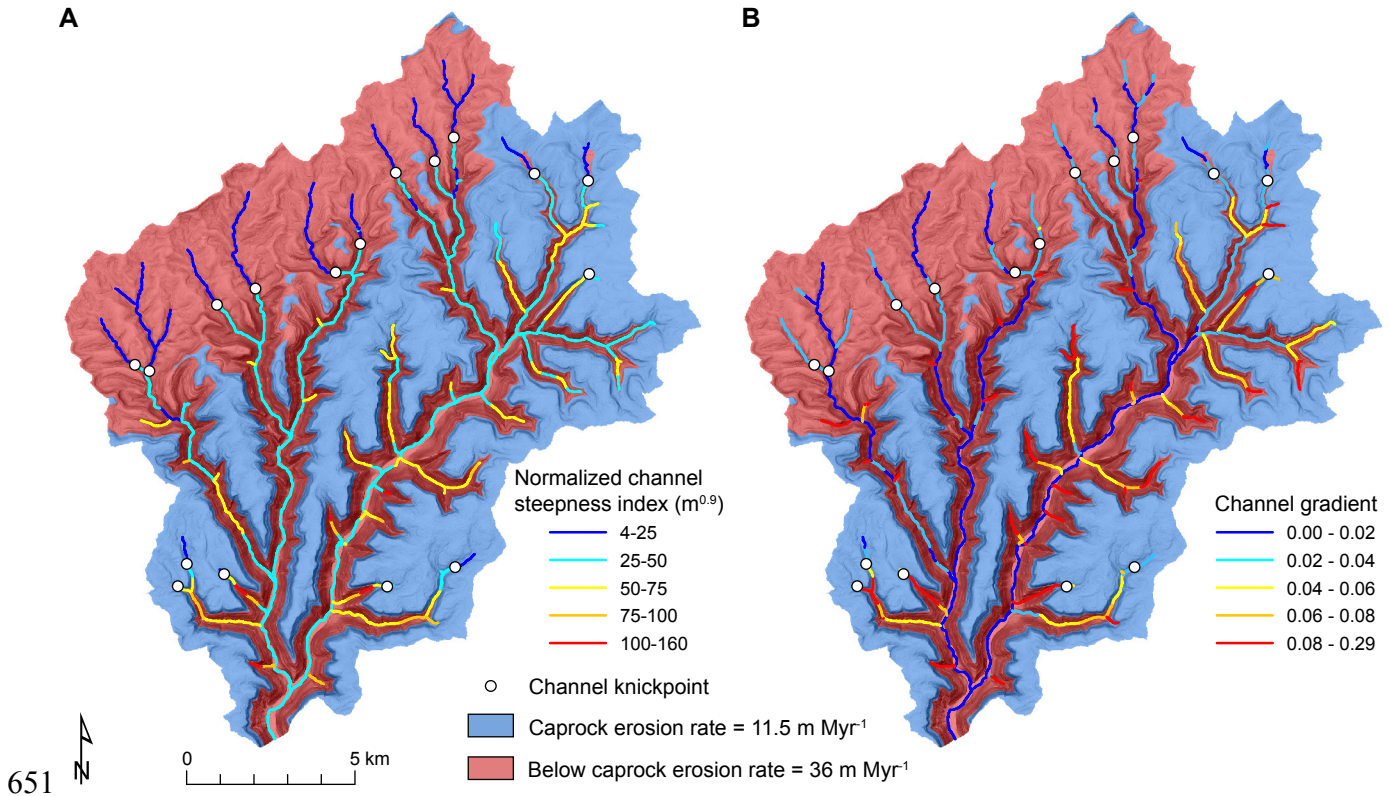 A
B
Normalized channel
steepness index (m^0.9)
4-25
25-50
50-75
75-100
100-160
Channel gradient
0.00 - 0.02
0.02 - 0.04
0.04 - 0.06
0.06 - 0.08
0.08 - 0.29
Channel knickpoint
Caprock erosion rate = 11.5 m Myr^-1
Below caprock erosion rate = 36 m Myr^-1
N
0 5 km
651